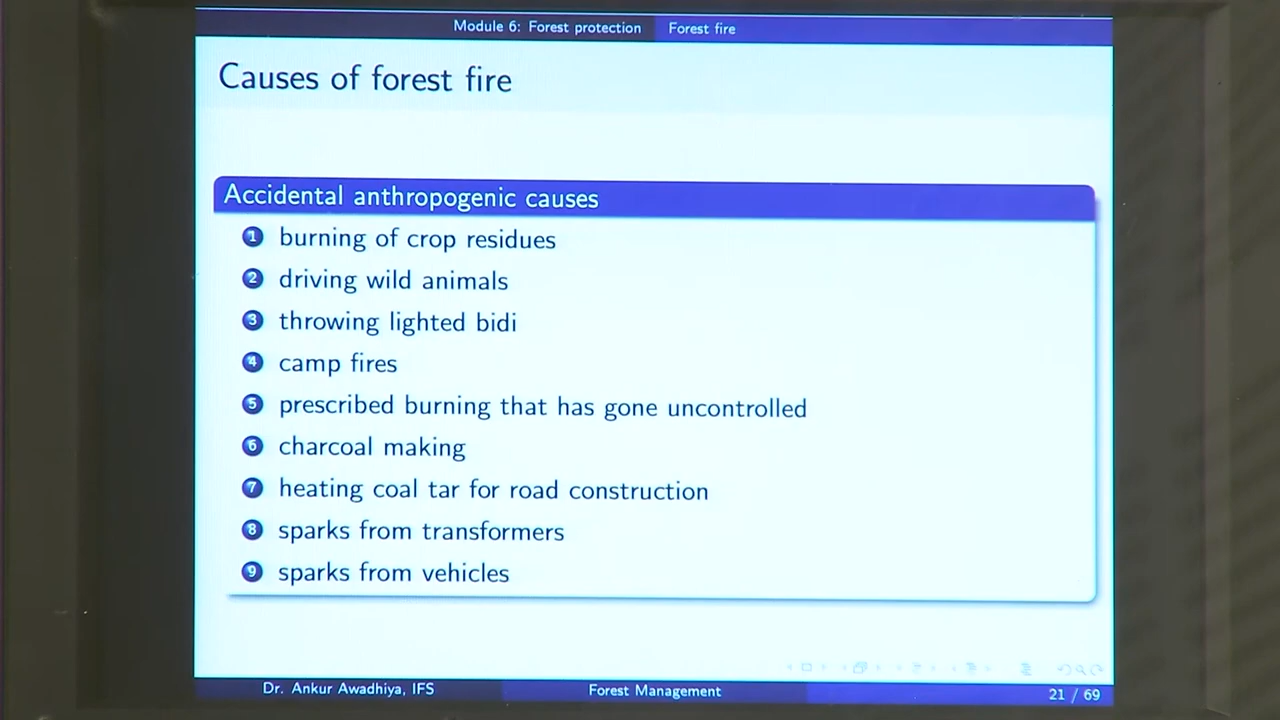 Module 6: Forest protection Forest fire
Causes of forest fire
Accidental anthropogenic causes
1 burning of crop residues
2 driving wild animals
3 throwing lighted bidi
4 camp fires
5 prescribed burning that has gone uncontrolled
6 charcoal making
7 heating coal tar for road construction
8 sparks from transformers
9 sparks from vehicles
Dr. Ankur Awadhiya, IFS Forest Management 21 / 69